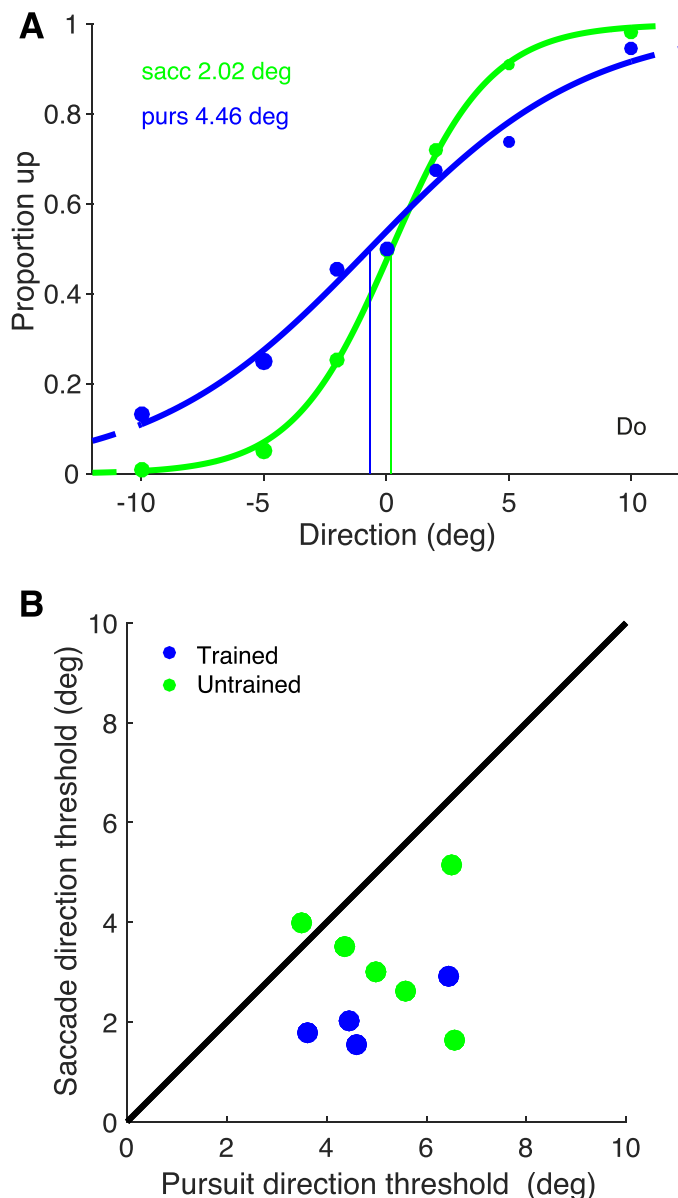 A
1
sacc 2.02 deg
purs 4.46 deg
0.8
0.6
0.4
0.2
0
Proportion up
Do
-10 -5 0 5 10
Direction (deg)
B
10
Trained
Untrained
8
6
4
2
0
Saccade direction threshold (deg)
0 2 4 6 8 10
Pursuit direction threshold (deg)